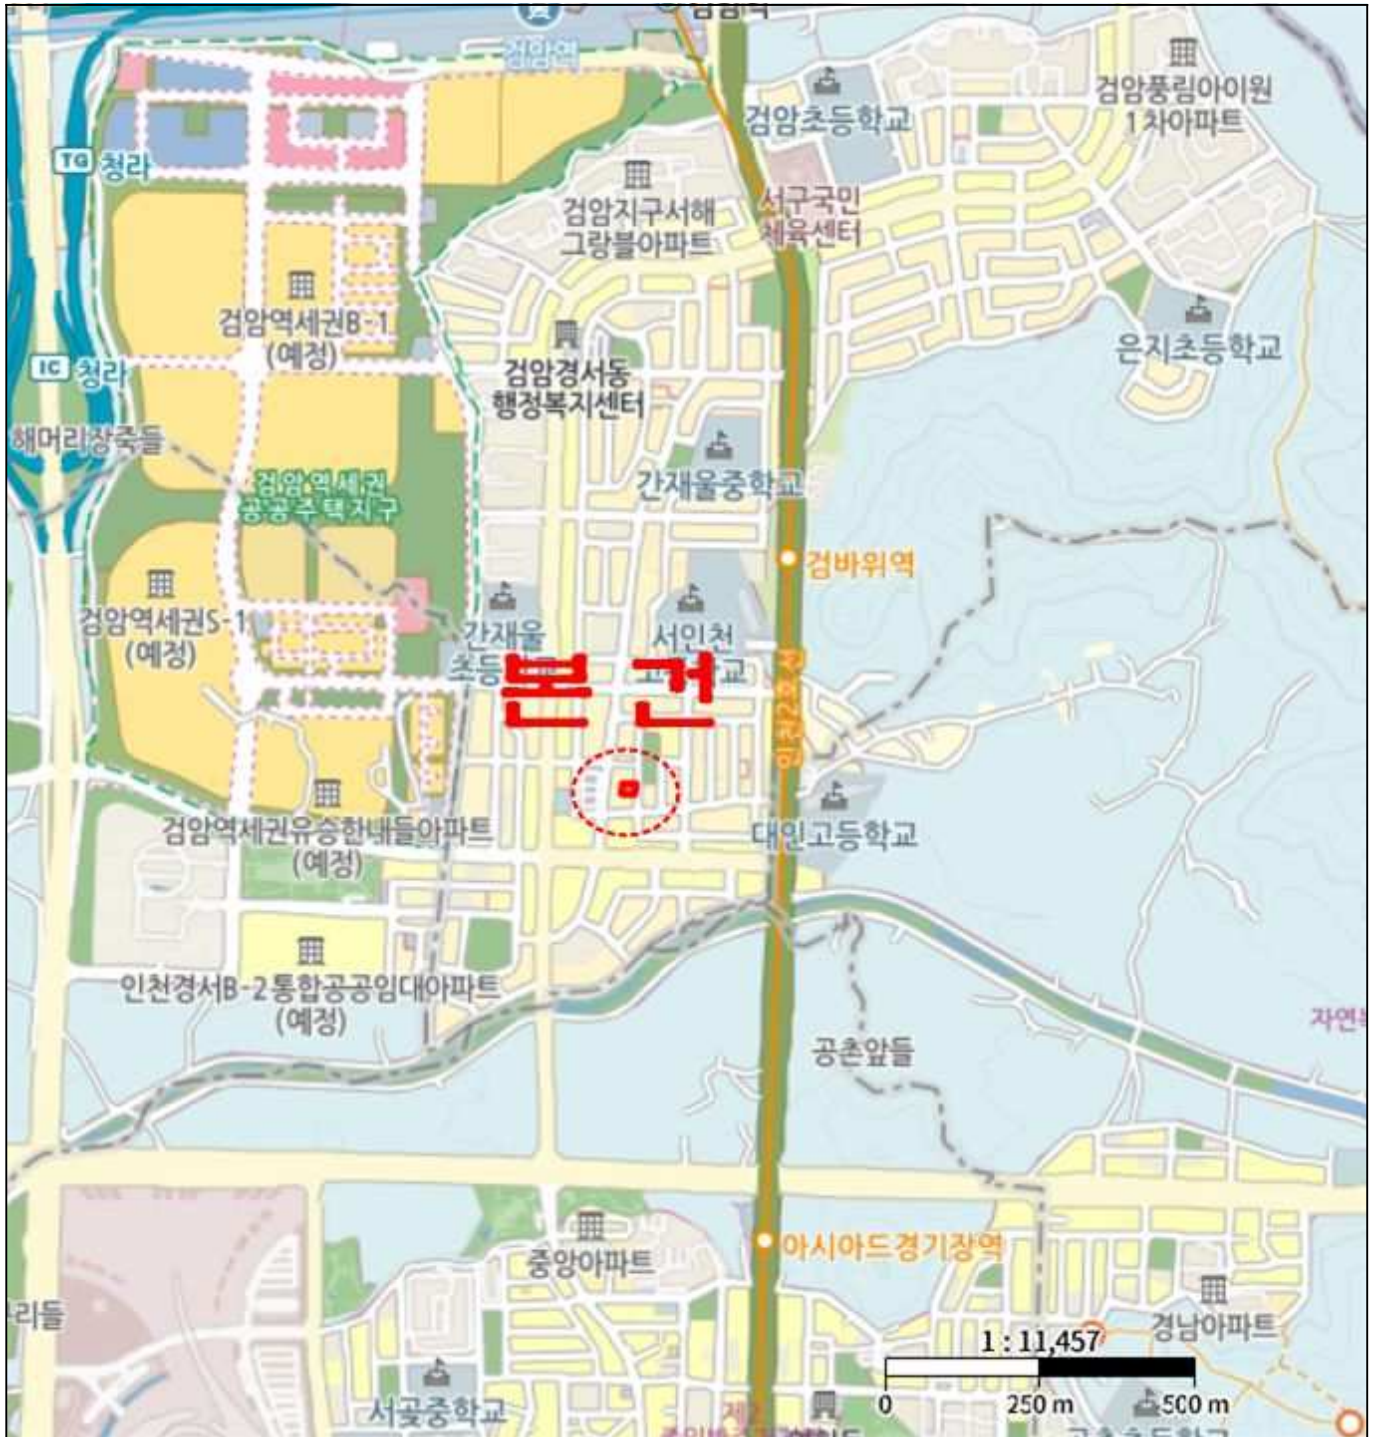 검암역
검암초등학교
검암풍림아이원
1차아파트
TG 청라
검암지구서해
그랑블아파트
서구국민
체육센터
검암역세권B-1
(예정)
은지초등학교
IC 청라
검암경서동
행정복지센터
해머리장죽들
간재울중학교
검암역세권
공공주택지구
검바위역
검암역세권S-1
(예정)
간재울
서인천
본 건
인천2호선
대인고등학교
검암역세권유승한내들아파트
(예정)
인천경서B-2통합공공임대아파트
(예정)
공촌앞들
자연
아시아드경기장역
중앙아파트
리들
경남아파트
1 : 11,457
서곶중학교
0
250 m
500 m